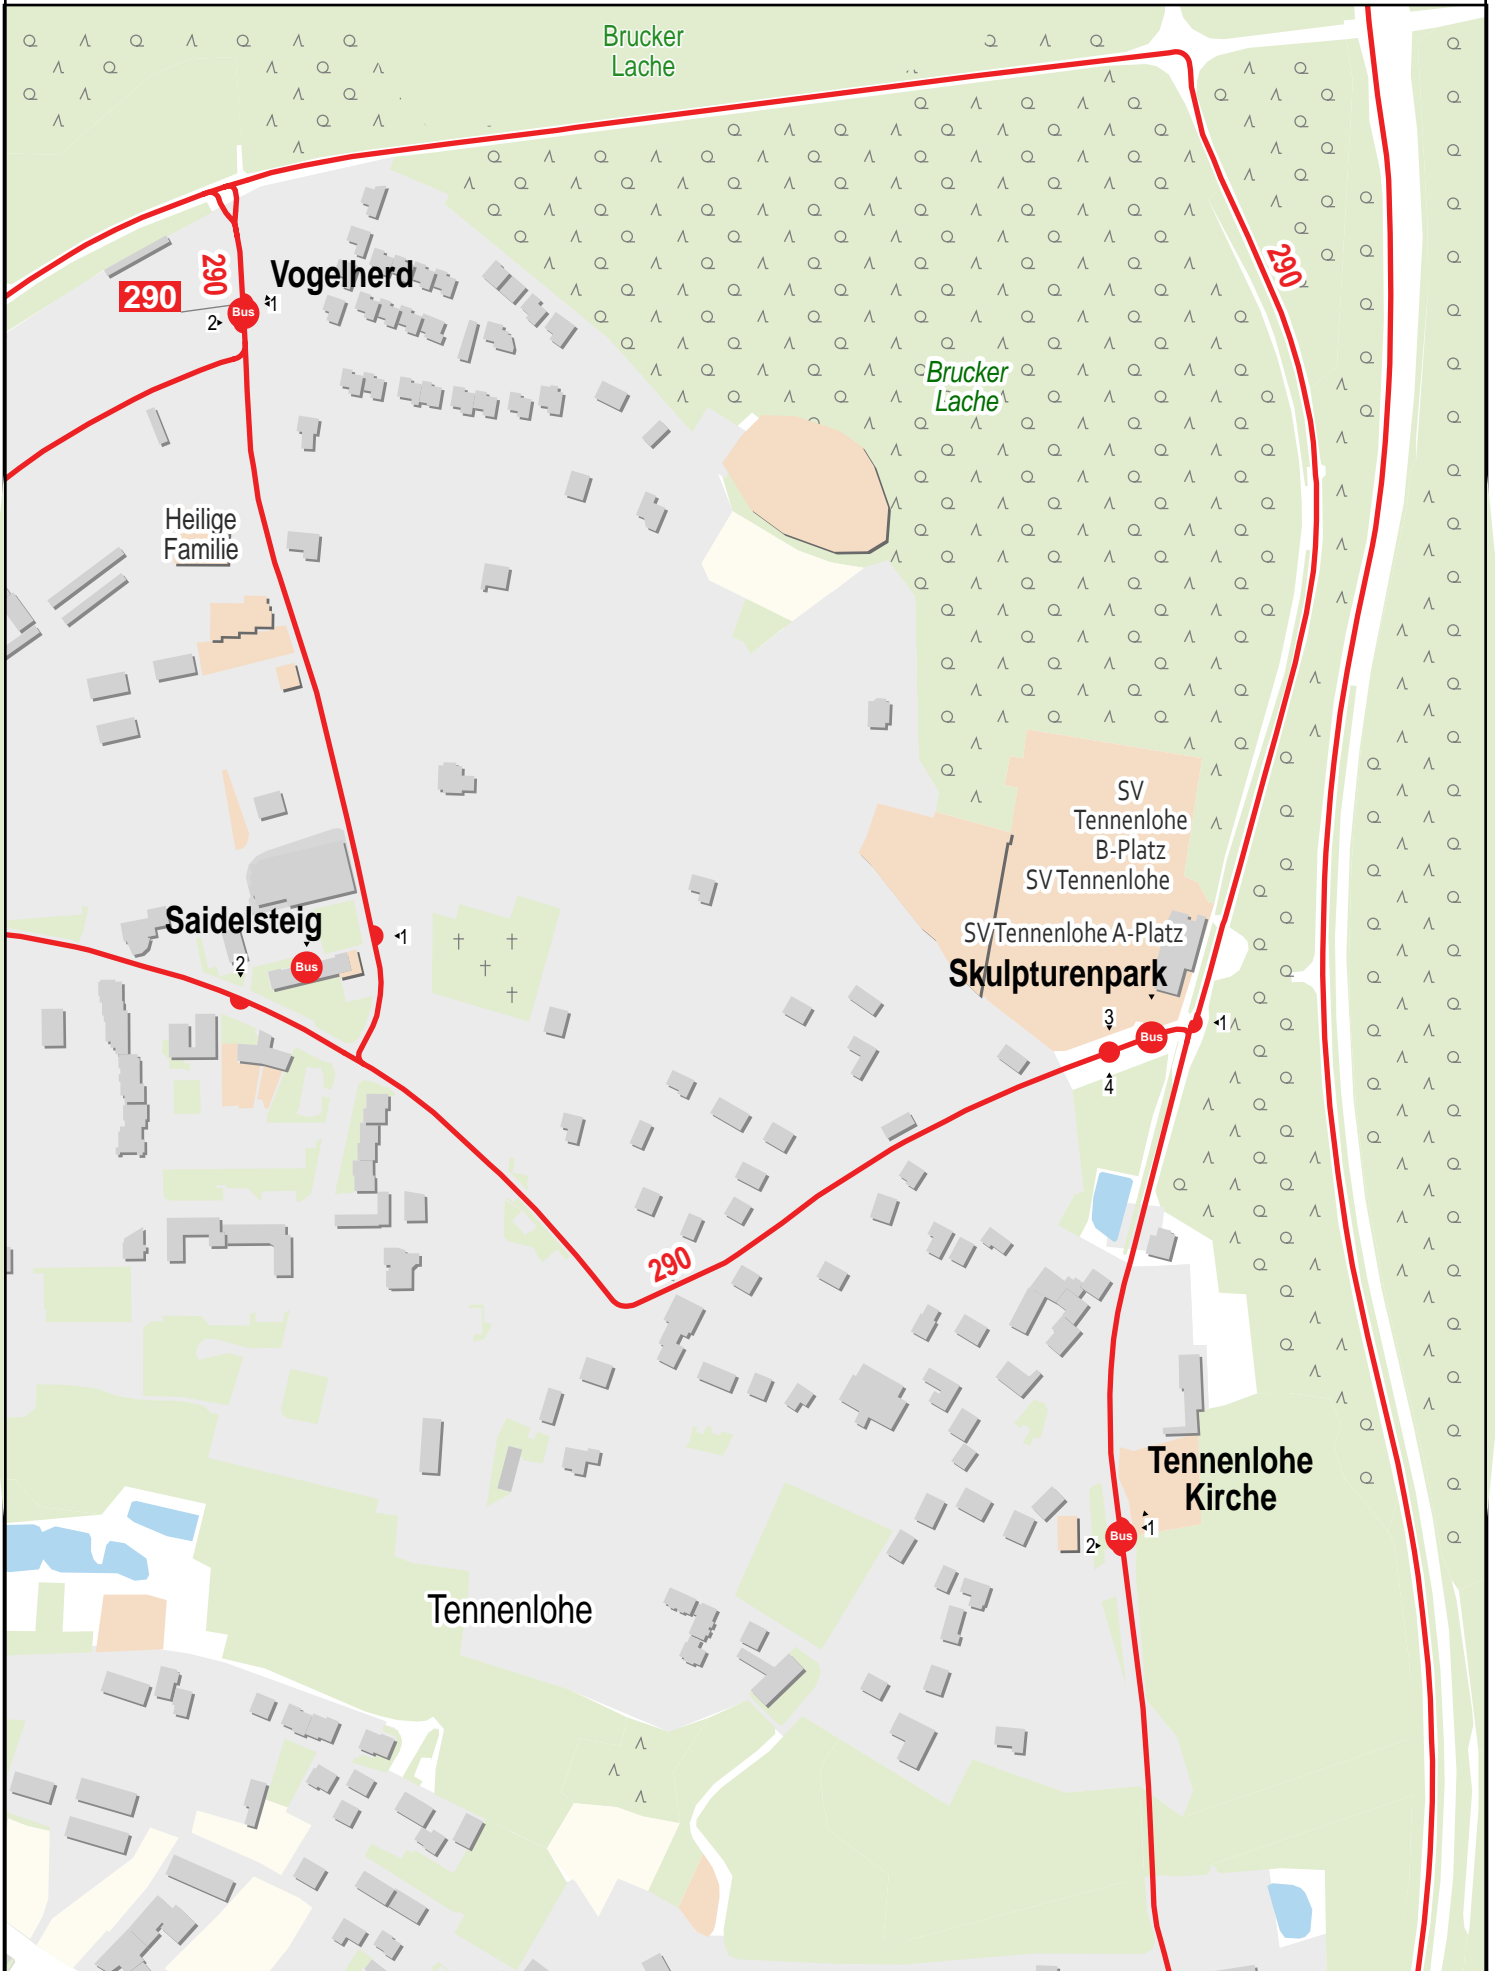 Brucker
Lache
290
Vogelherd
290
290
1
Bus
2
Brucker
Lache
Heilige
Familie
SV
Tennenlohe
B-Platz
SV Tennenlohe
Saidelsteig
1
SV Tennenlohe A-Platz
2
Bus
Skulpturenpark
3
1
Bus
4
290
Tennenlohe
Kirche
1
Bus
2
Tennenlohe